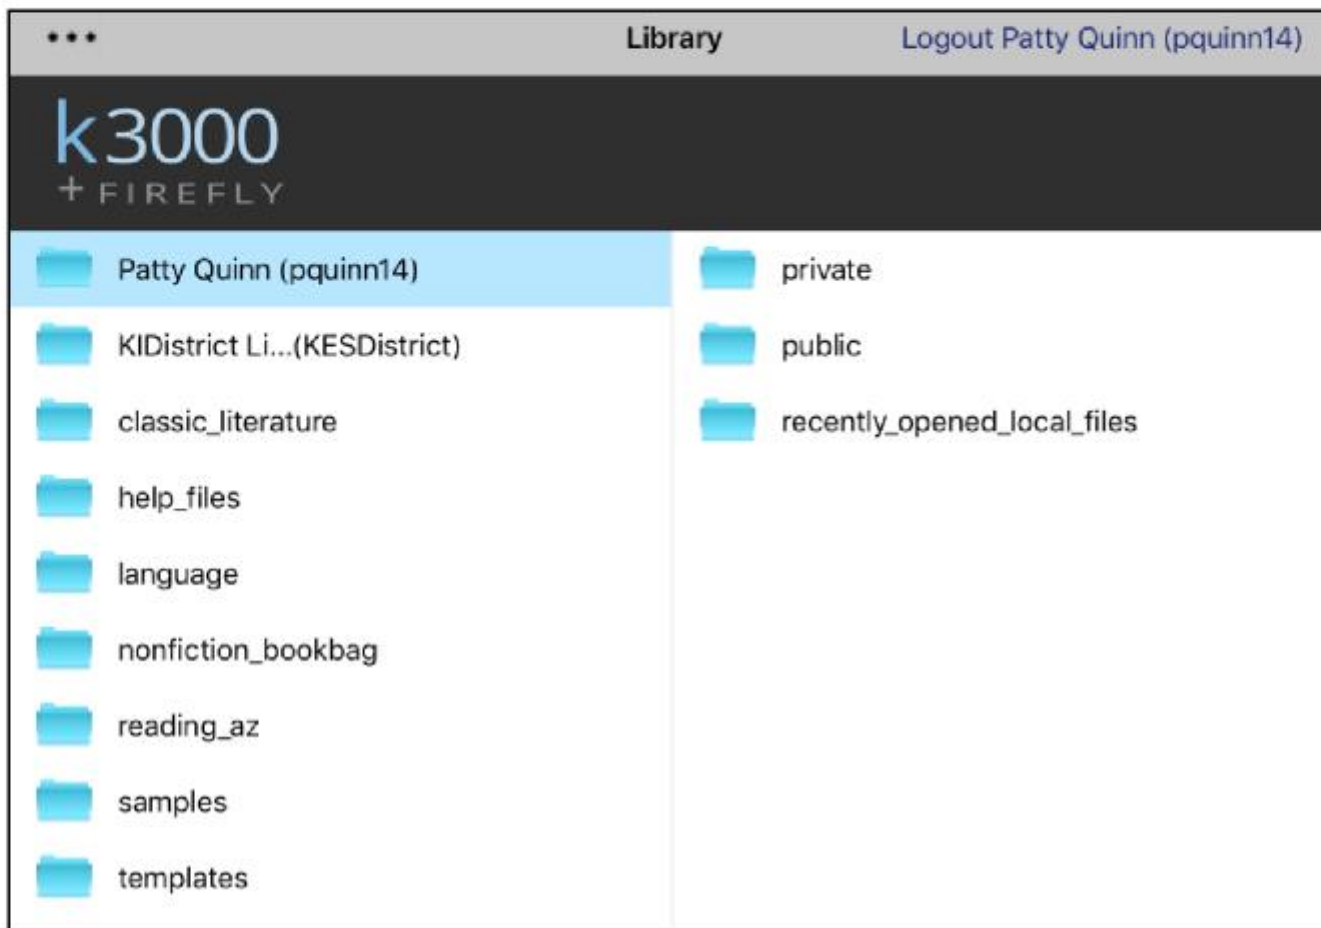 ••• Library Logout Patty Quinn (pquinn14)
k3000
+ FIREFLY
Patty Quinn (pquinn14)
KIDistrict Li...(KESDistrict)
classic_literature
help_files
language
nonfiction_bookbag
reading_az
samples
templates
private
public
recently_opened_local_files